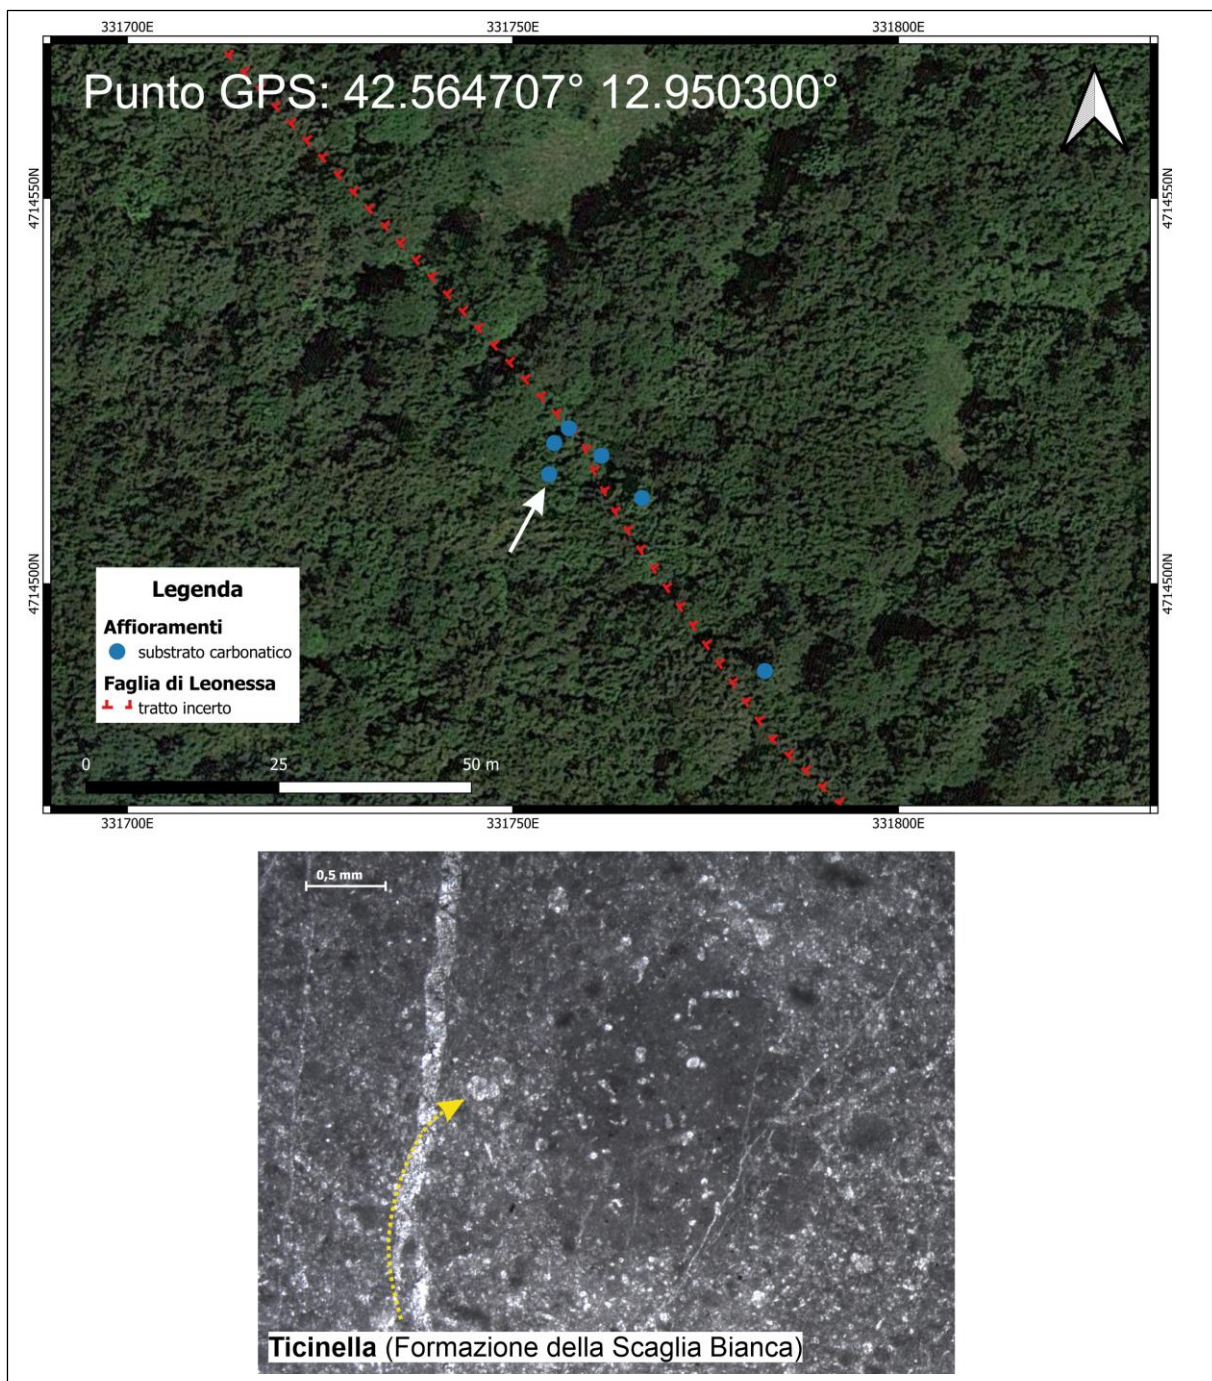 331700E 331750E 331800E
Punto GPS: 42.564707° 12.950300°
4714550N 4714550N
4714500N 4714500N
Legenda
Affioramenti
substrato carbonatico
Faglia di Leonessa
tratto incerto
0 25 50 m
331700E 331750E 331800E
0,5 mm
Ticinella (Formazione della Scaglia Bianca)